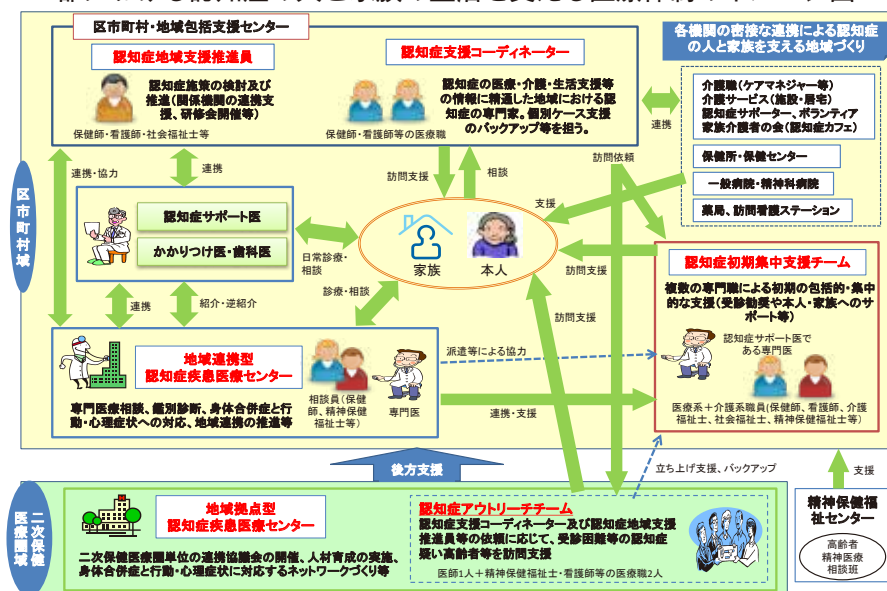 区市町村・地域包括支援センター
認知症地域支援推進員
認知症施策の検討及び
推進(関係機関の連携支
援、研修会開催等)
保健師・看護師・社会福祉士等
認知症支援コーディネーター
認知症の医療・介護・生活支援等
の情報に精通した地域における認
知症の専門家。個別ケース支援
のバックアップ等を担う。
保健師・看護師等の医療職
各機関の密接な連携による認知症
の人と家族を支える地域づくり
介護職(ケアマネジャー等)
介護サービス(施設・居宅)
認知症サポーター、ボランティア
家族介護者の会(認知症カフェ)
保健所・保健センター
一般病院・精神科病院
薬局、訪問看護ステーション
連携
訪問依頼
連携・協力
連携
訪問支援
相談
支援
区市町村域
認知症サポート医
かかりつけ医・歯科医
日常診療・
相談
家族
本人
訪問支援
認知症初期集中支援チーム
複数の専門職による初期の包括的・集中
的な支援(受診勧奨や本人・家族へのサ
ポート等)
認知症サポート医で
ある専門医
医療系+介護系職員(保健師、看護師、介護
福祉士、社会福祉士、精神保健福祉士等)
連携
紹介・逆紹介
診療・相談
訪問支援
地域連携型
認知症疾患医療センター
専門医療相談、鑑別診断、身体合併症と行
動・心理症状への対応、地域連携の推進等
相談員(保健
師、精神保健
福祉士等)
専門医
派遣等による協力
連携・支援
後方支援
立ち上げ支援、バックアップ
支援
二次保健
医療圏域
地域拠点型
認知症疾患医療センター
二次保健医療圏単位の連携協議会の開催、人材育成の実施、
身体合併症と行動・心理症状に対応するネットワークづくり等
認知症アウトリーチチーム
認知症支援コーディネーター及び認知症地域支援
推進員等の依頼に応じて、受診困難等の認知症
疑い高齢者等を訪問支援
医師1人+精神保健福祉士・看護師等の医療職2人
精神保健福
祉センター
高齢者
精神医療
相談班